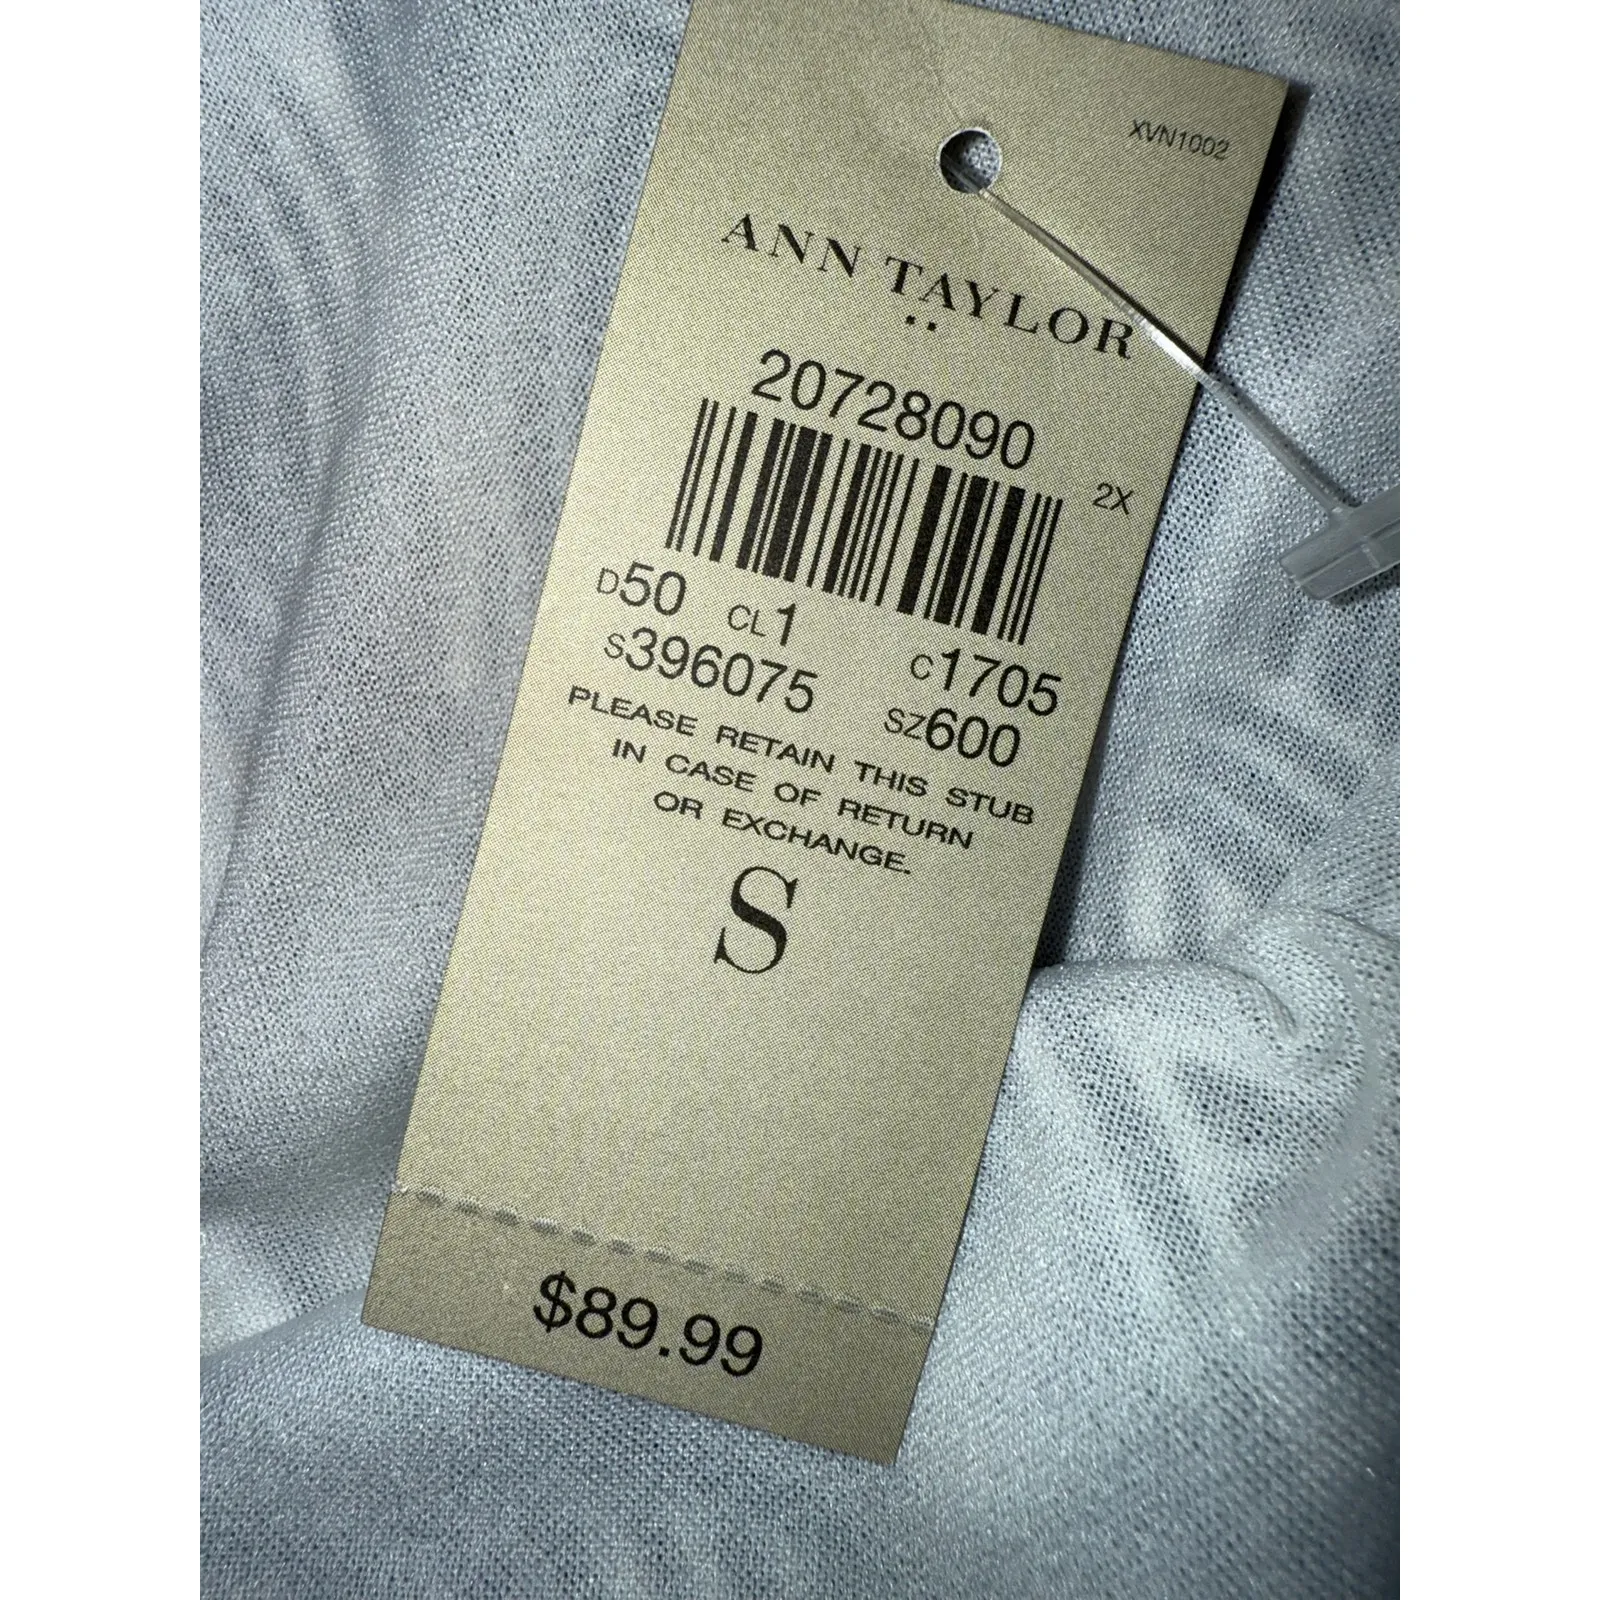 XVN1002
ANN TAYLOR
20728090
2X
D50 CL1 C1705
S396075 SZ600
PLEASE RETAIN THIS STUB
IN CASE OF RETURN
OR EXCHANGE.
S
$89.99